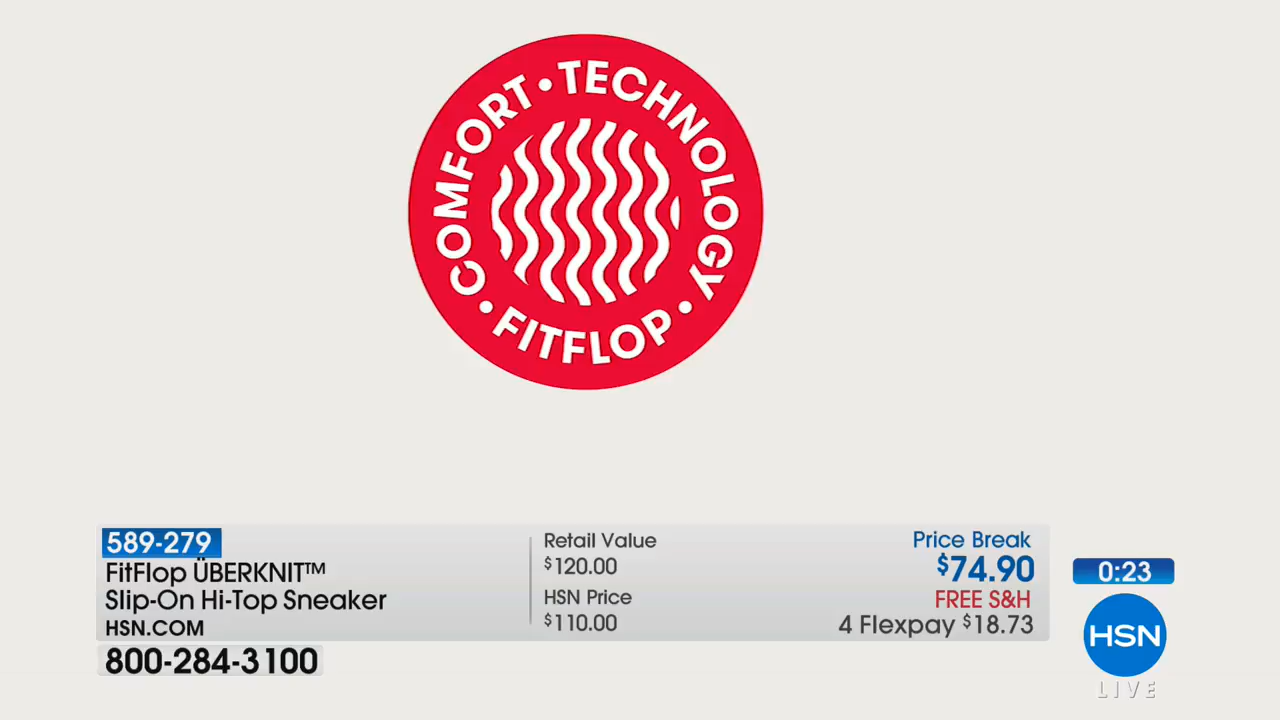 COMFORT • TECHNOLOGY • FITFLOP •
589-279
FitFlop ÜBERKNIT™
Slip-On Hi-Top Sneaker
HSN.COM
800-284-3100
Retail Value
$120.00
HSN Price
$110.00
Price Break
$74.90
FREE S&H
4 Flexpay $18.73
0:23
HSN
LIVE